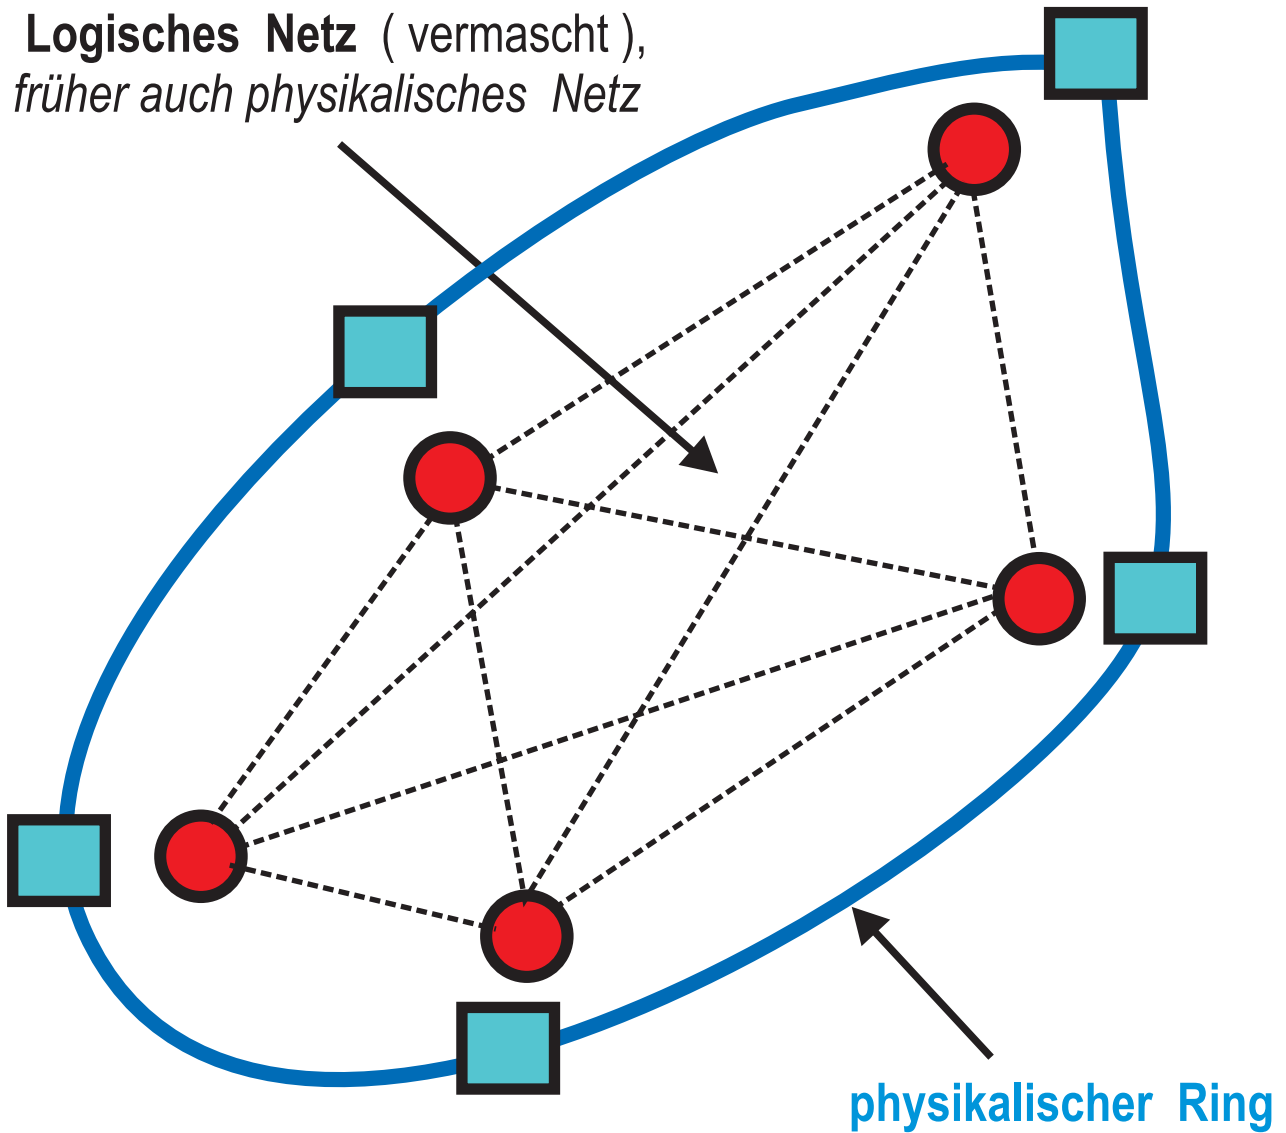 Logisches Netz ( vermascht ),
früher auch physikalisches Netz
physikalischer Ring